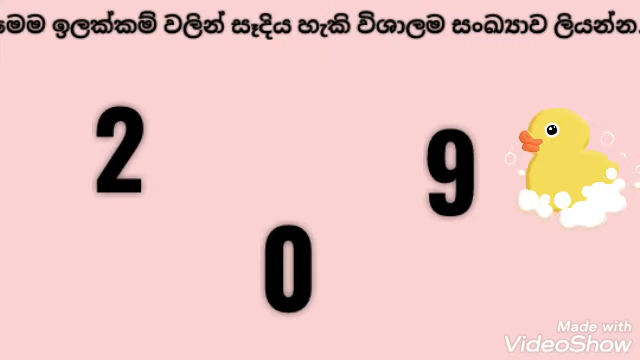 මෙම ඉලක්කම් වලින් සෑදිය හැකි විශාලම සංඛ්‍යාව ලියන්න.
2
9
0
Made with
VideoShow